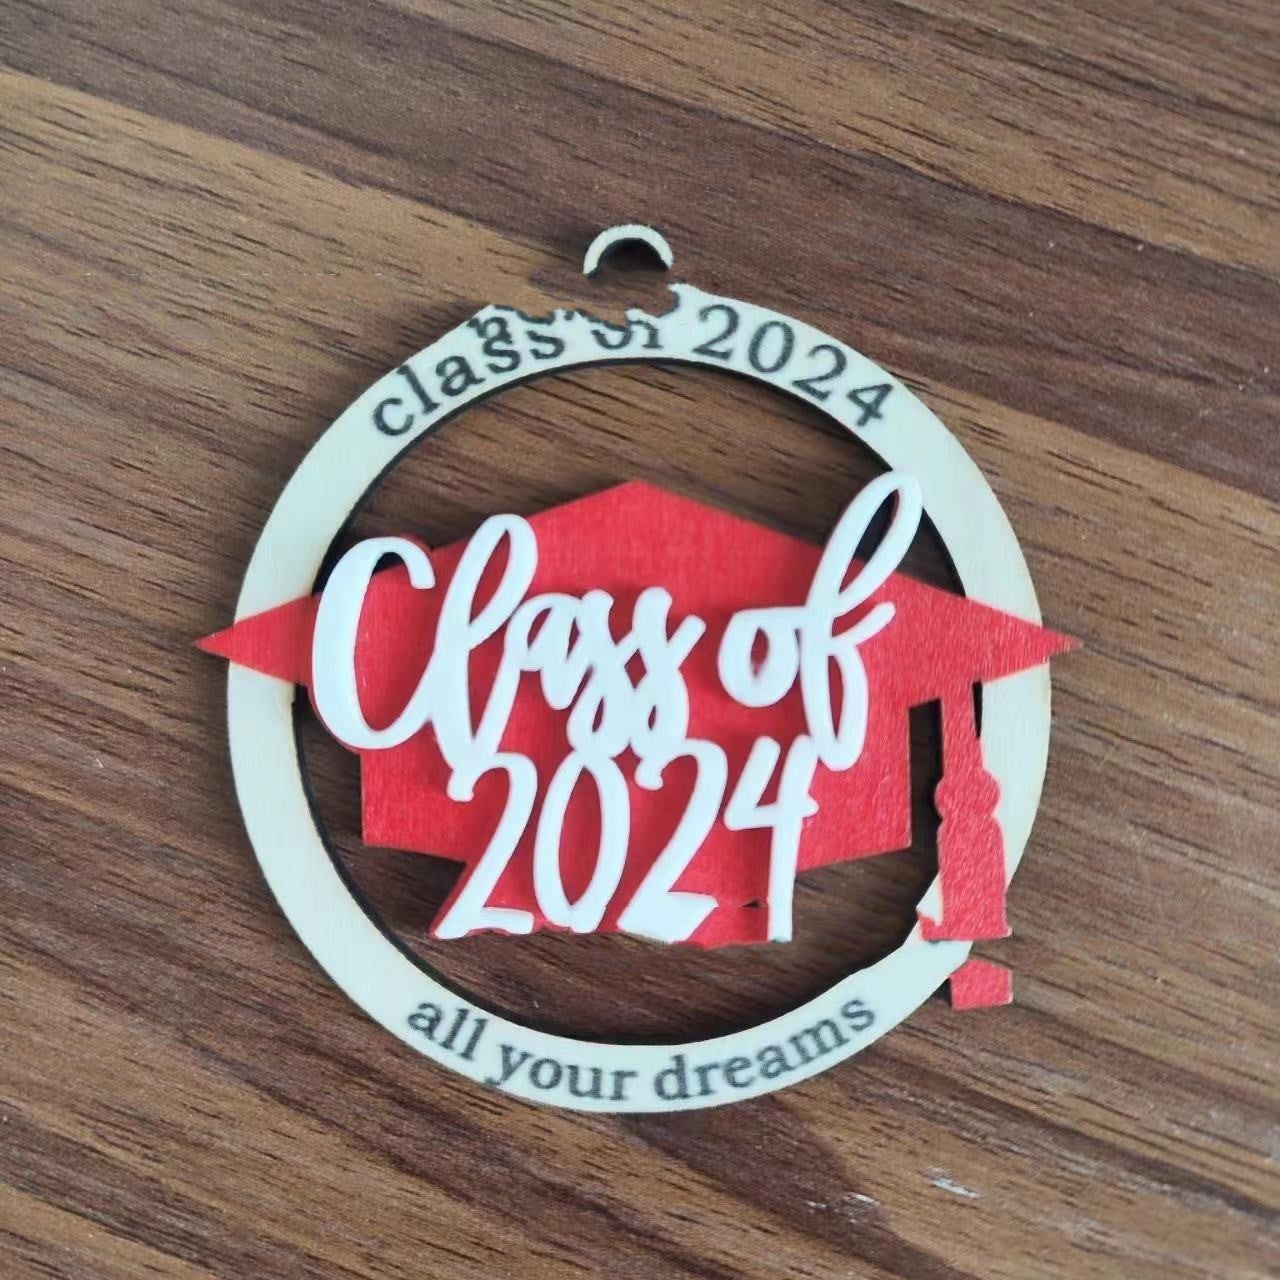 class of 2024
Class of
2024
all your dreams